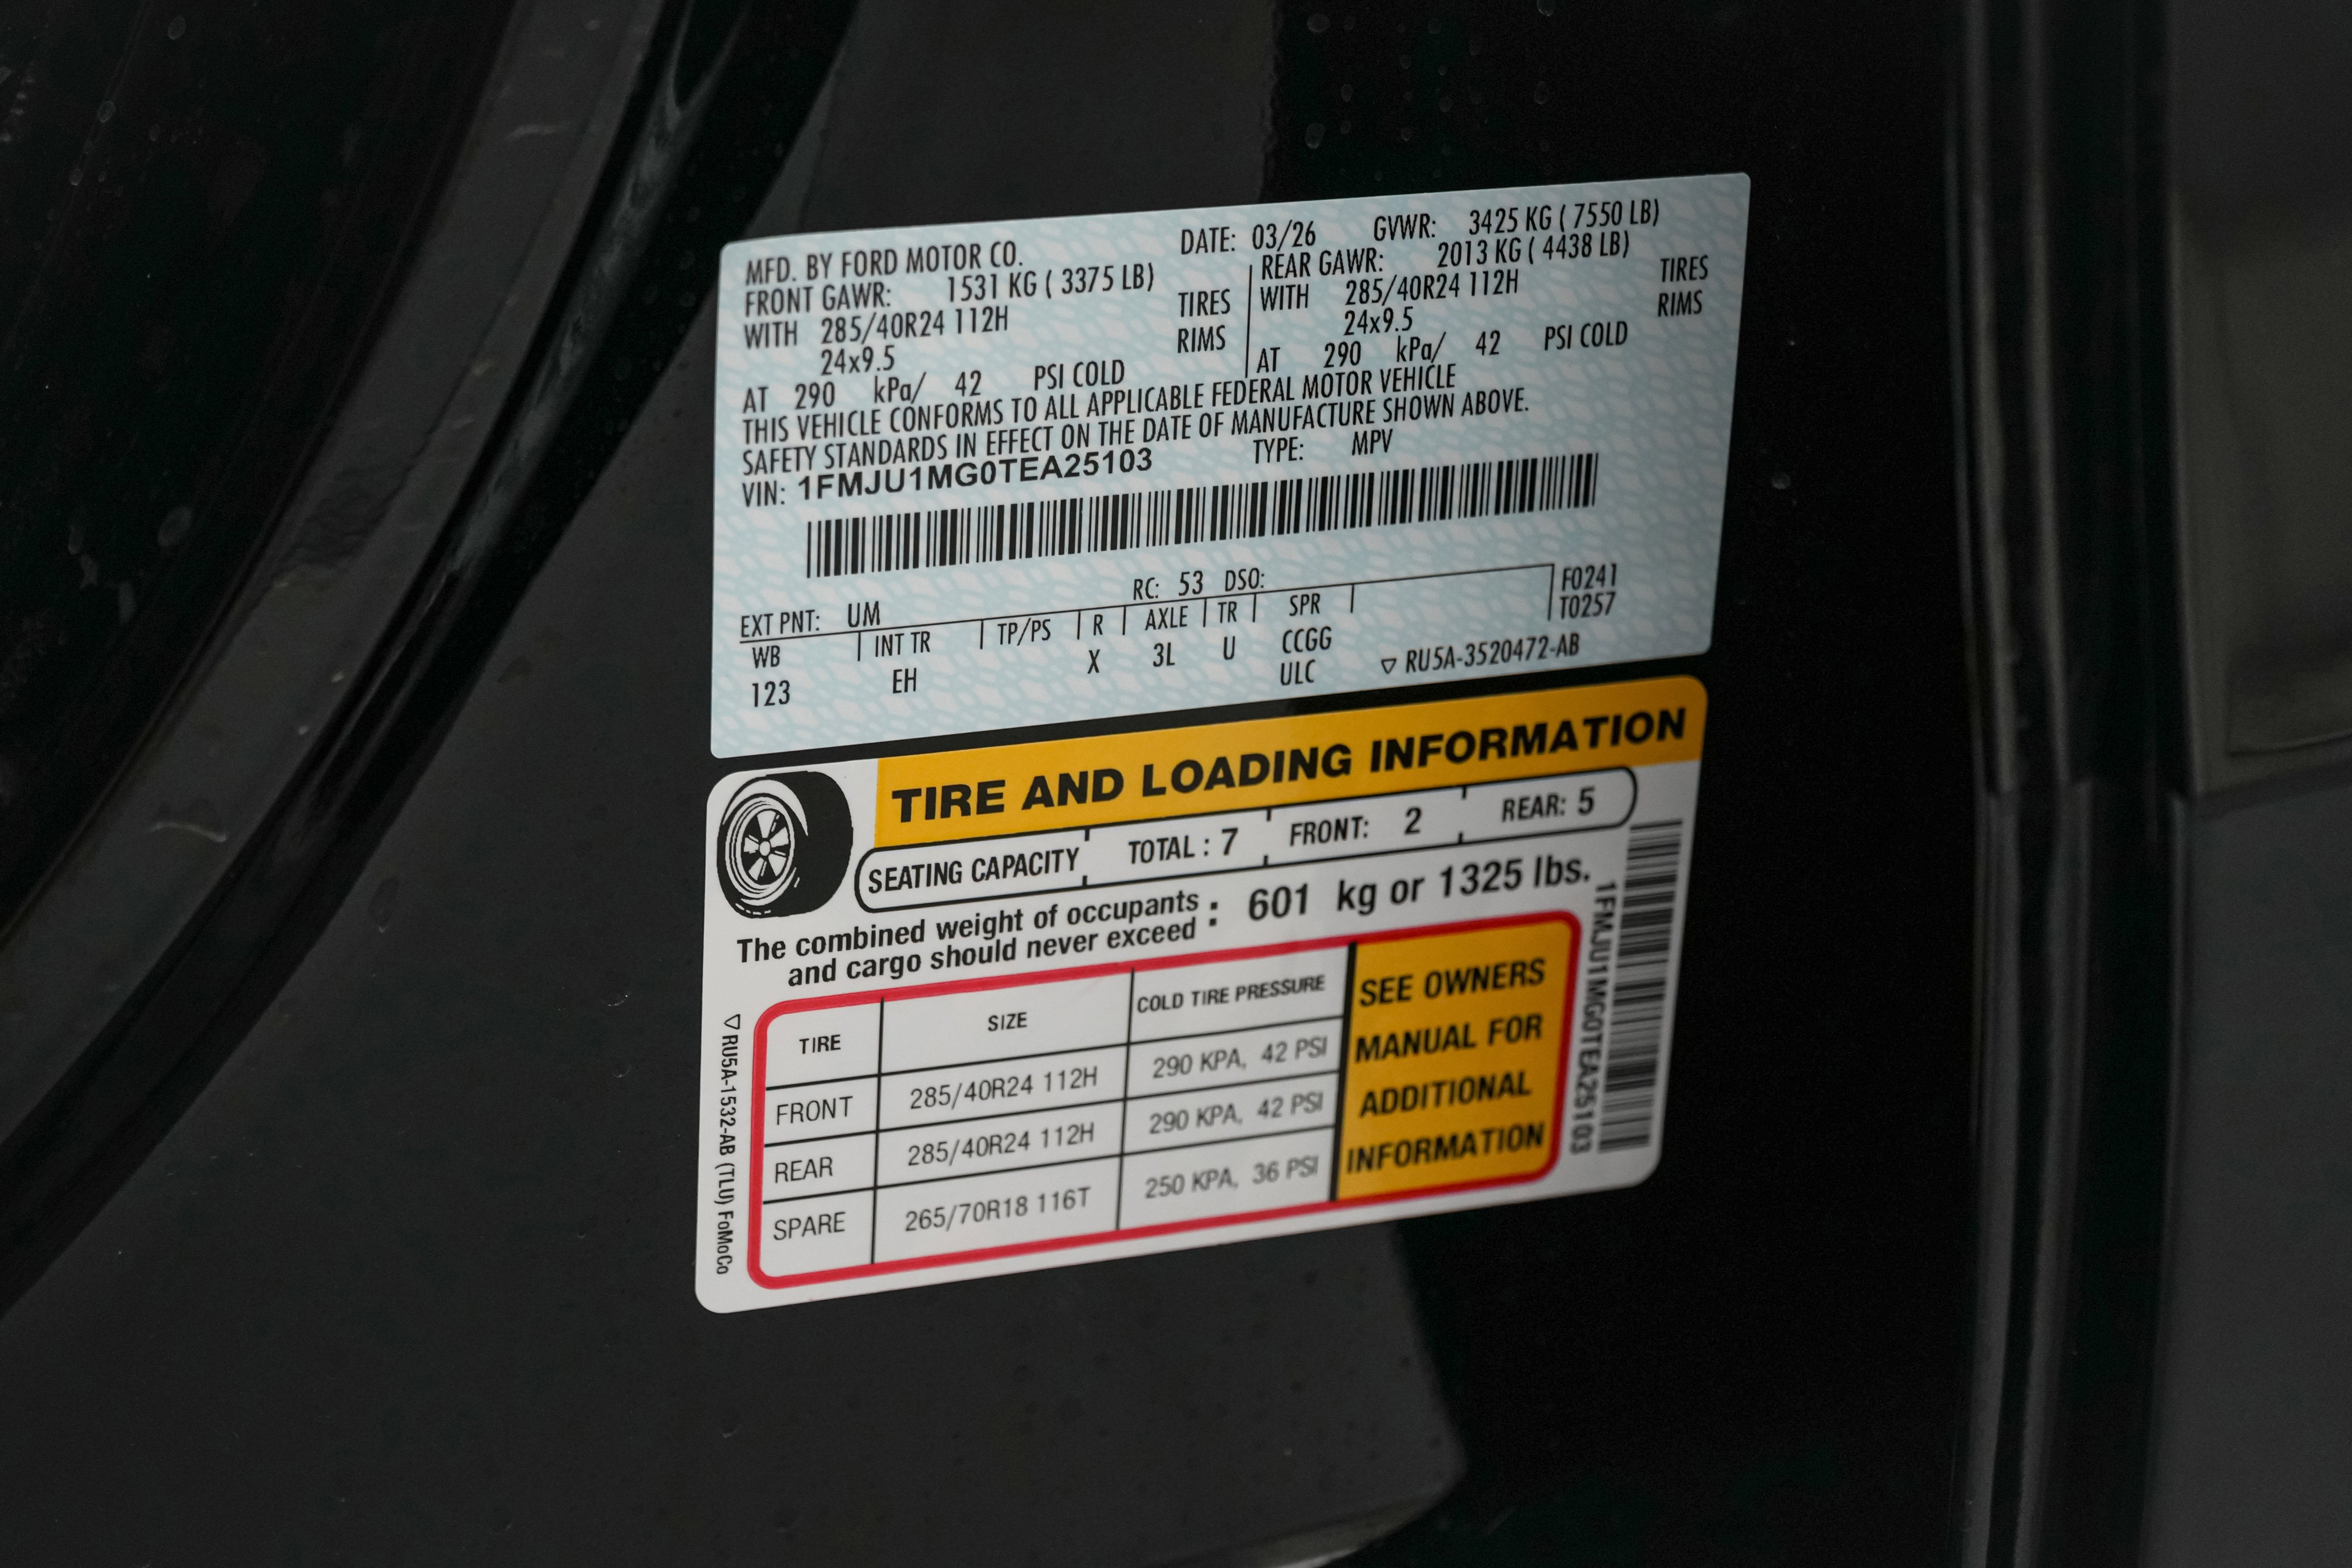 MFD. BY FORD MOTOR CO. DATE: 03/26 GVWR: 3425 KG ( 7550 LB)
FRONT GAWR: 1531 KG ( 3375 LB) REAR GAWR: 2013 KG ( 4438 LB)
WITH 285/40R24 112H TIRES WITH 285/40R24 112H TIRES
24x9.5 RIMS 24x9.5 RIMS
AT 290 kPa/ 42 PSI COLD AT 290 kPa/ 42 PSI COLD
THIS VEHICLE CONFORMS TO ALL APPLICABLE FEDERAL MOTOR VEHICLE
SAFETY STANDARDS IN EFFECT ON THE DATE OF MANUFACTURE SHOWN ABOVE.
VIN: 1FMJU1MG0TEA25103 TYPE: MPV
EXT PNT: UM RC: 53 DSO:
WB INT TR TP/PS R AXLE TR SPR F0241
T0257
123 EH X 3L U CCGG
ULC ▽ RU5A-3520472-AB
TIRE AND LOADING INFORMATION
SEATING CAPACITY TOTAL : 7 FRONT: 2 REAR: 5
The combined weight of occupants
and cargo should never exceed : 601 kg or 1325 lbs.
TIRE SIZE COLD TIRE PRESSURE
FRONT 285/40R24 112H 290 KPA, 42 PSI
REAR 285/40R24 112H 290 KPA, 42 PSI
SPARE 265/70R18 116T 250 KPA, 36 PSI
SEE OWNERS
MANUAL FOR
ADDITIONAL
INFORMATION
1FMJU1MG0TEA25103
▽ RU5A-1532-AB (TLU) FoMoCo